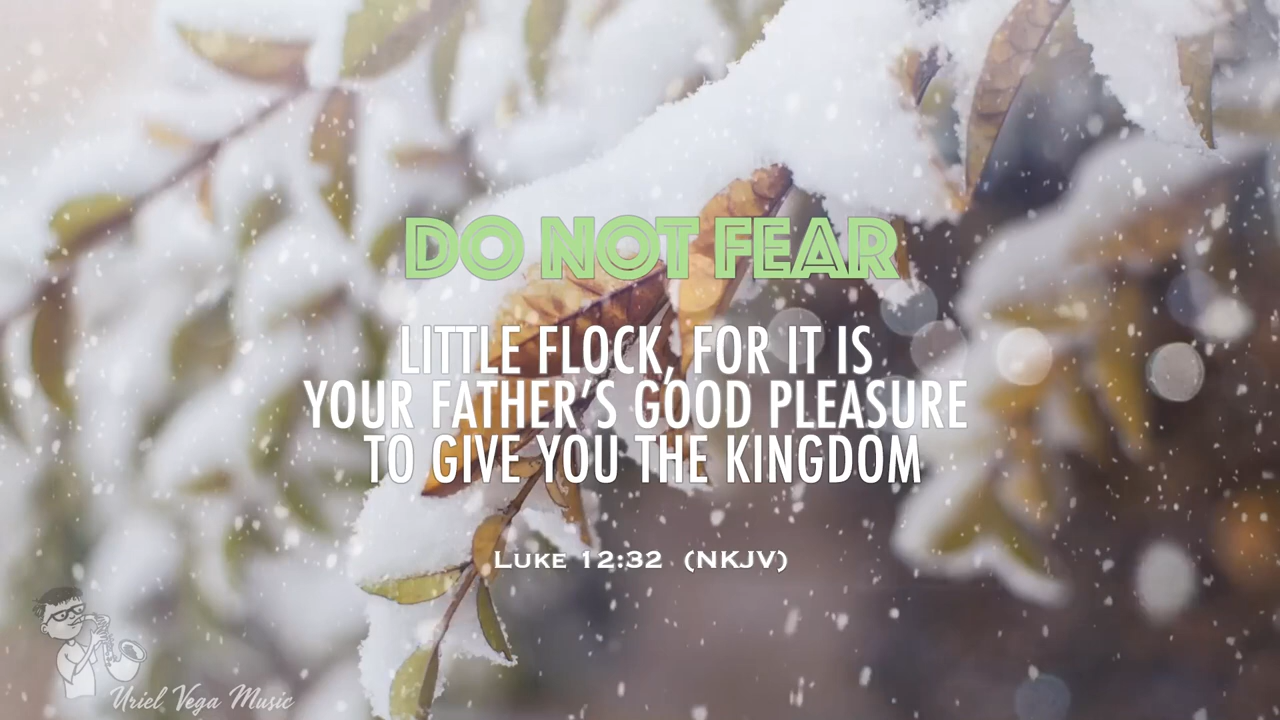 DO NOT FEAR
LITTLE FLOCK, FOR IT IS
YOUR FATHER'S GOOD PLEASURE
TO GIVE YOU THE KINGDOM
Luke 12:32 (NKJV)
Uriel Vega Music